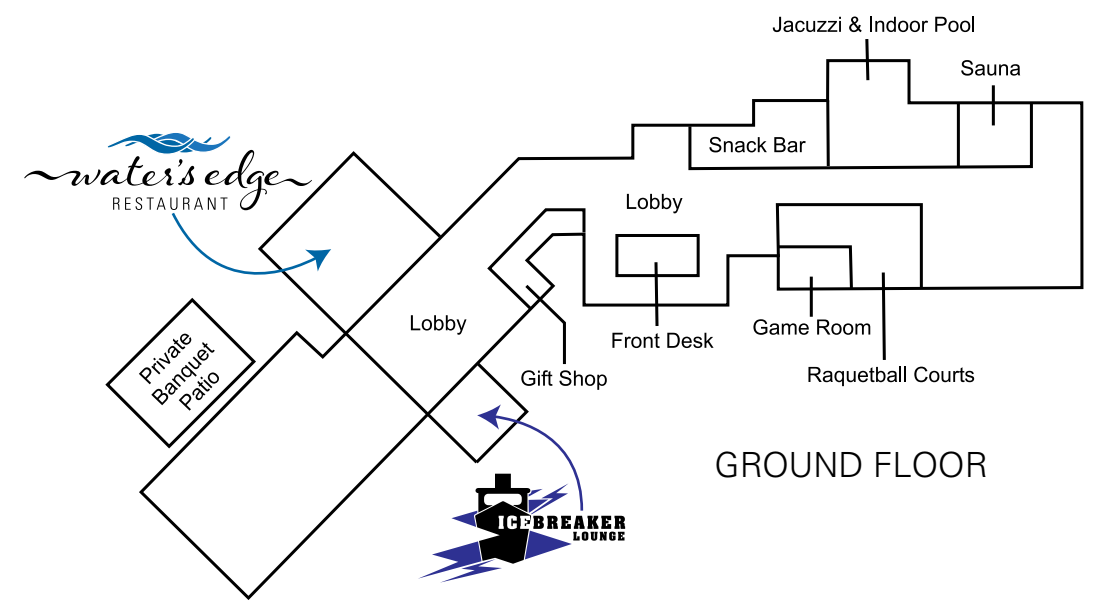 Jacuzzi & Indoor Pool
Sauna
Snack Bar
water's edge
RESTAURANT
Lobby
Lobby
Front Desk
Game Room
Raquetball Courts
Gift Shop
Private
Banquet
Patio
GROUND FLOOR
ICEBREAKER
LOUNGE